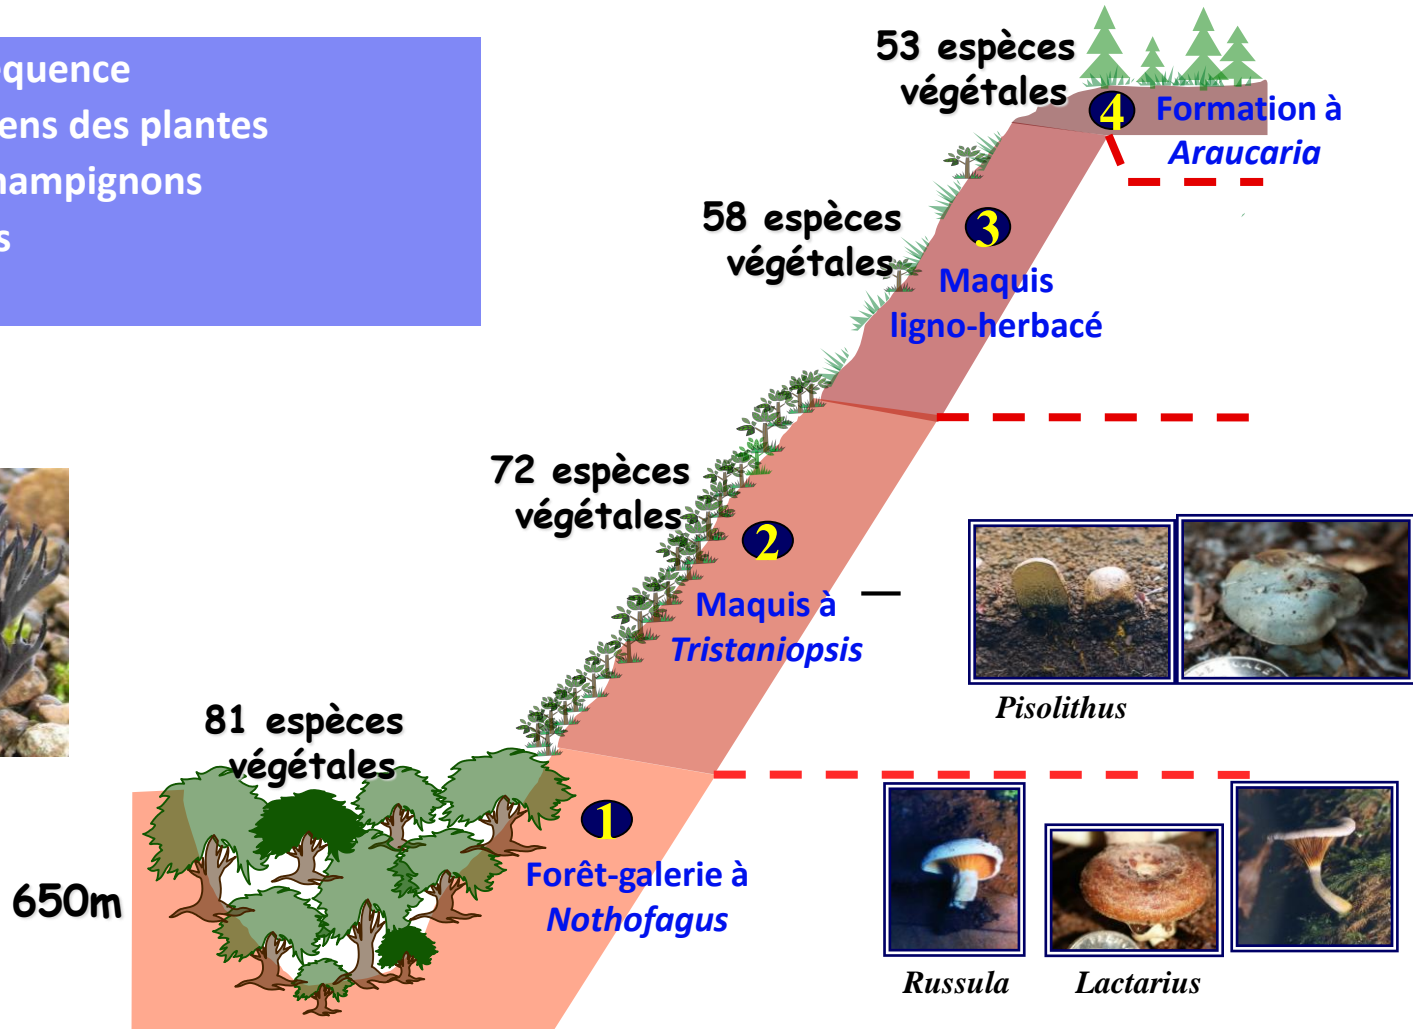 quence
ens des plantes
hampignons
s
53 espèces
végétales
4
Formation à
Araucaria
58 espèces
végétales
3
Maquis
ligno-herbacé
72 espèces
végétales
2
Maquis à
Tristaniopsis
Pisolithus
81 espèces
végétales
1
Forêt-galerie à
Nothofagus
650m
Russula
Lactarius